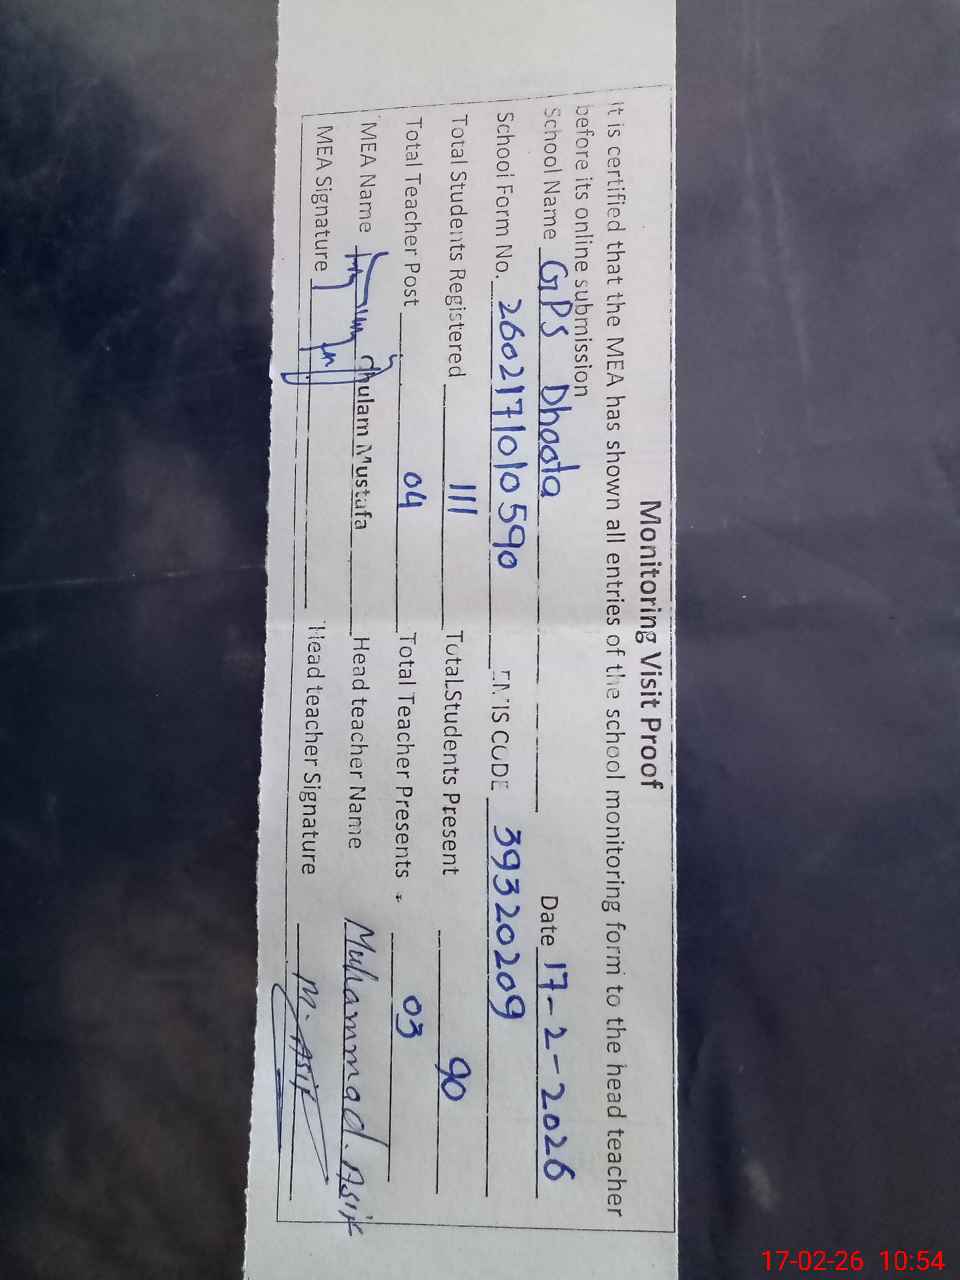 Monitoring Visit Proof
It is certified that the MEA has shown all entries of the school monitoring form to the head teacher
before its online submission
School Name GPS Dhoota Date 17-2-2026
School Form No. 2602171010590 EMIS CODE 39320209
Total Students Registered 111 Total Students Present 90
Total Teacher Post 04 Total Teacher Presents 03
MEA Name Ghulam Mustafa Head teacher Name Muhammad. Asif
MEA Signature Head teacher Signature M. Asif
17-02-26 10:54